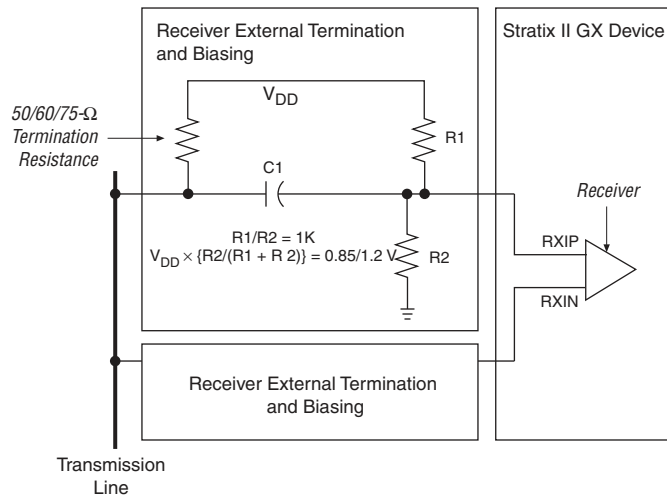 Receiver External Termination
and Biasing
Stratix II GX Device
V_DD
50/60/75-Ω
Termination
Resistance
R1
C1
Receiver
R1/R2 = 1K
V_DD × {R2/(R1 + R 2)} = 0.85/1.2 V
R2
RXIP
RXIN
Receiver External Termination
and Biasing
Transmission
Line